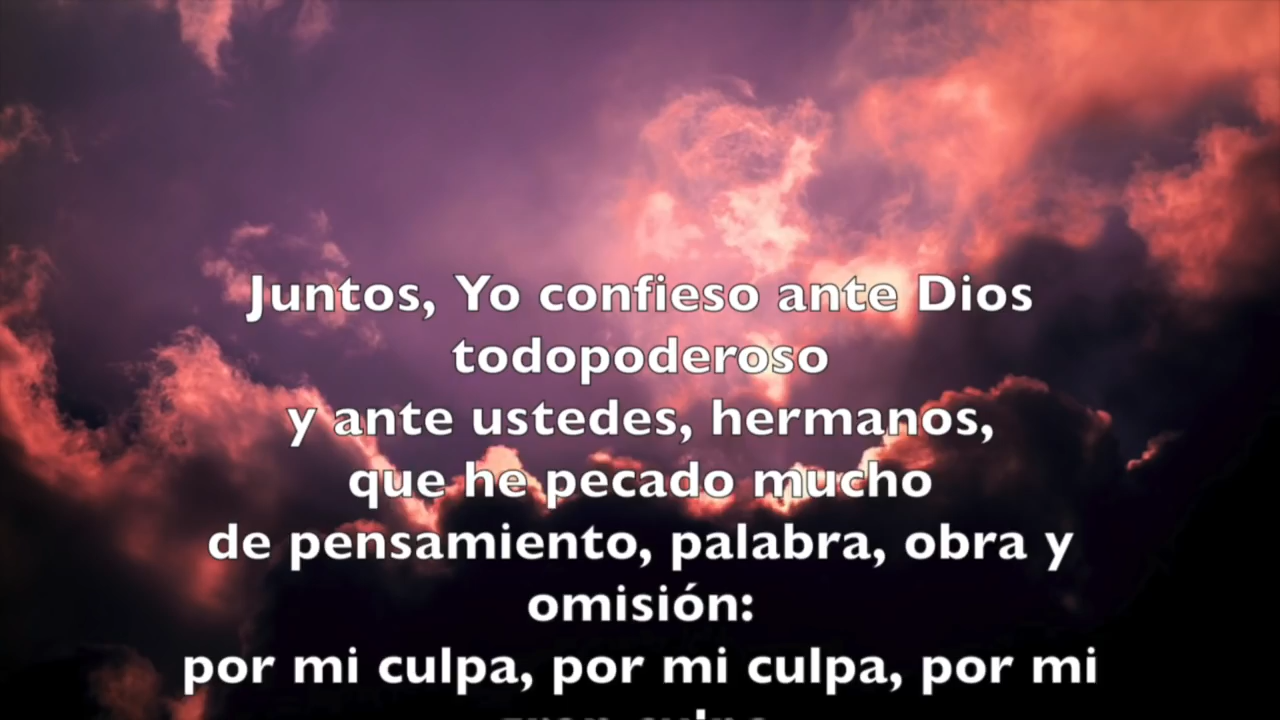 Juntos, Yo confieso ante Dios
todopoderoso
y ante ustedes, hermanos,
que he pecado mucho
de pensamiento, palabra, obra y
omisión:
por mi culpa, por mi culpa, por mi